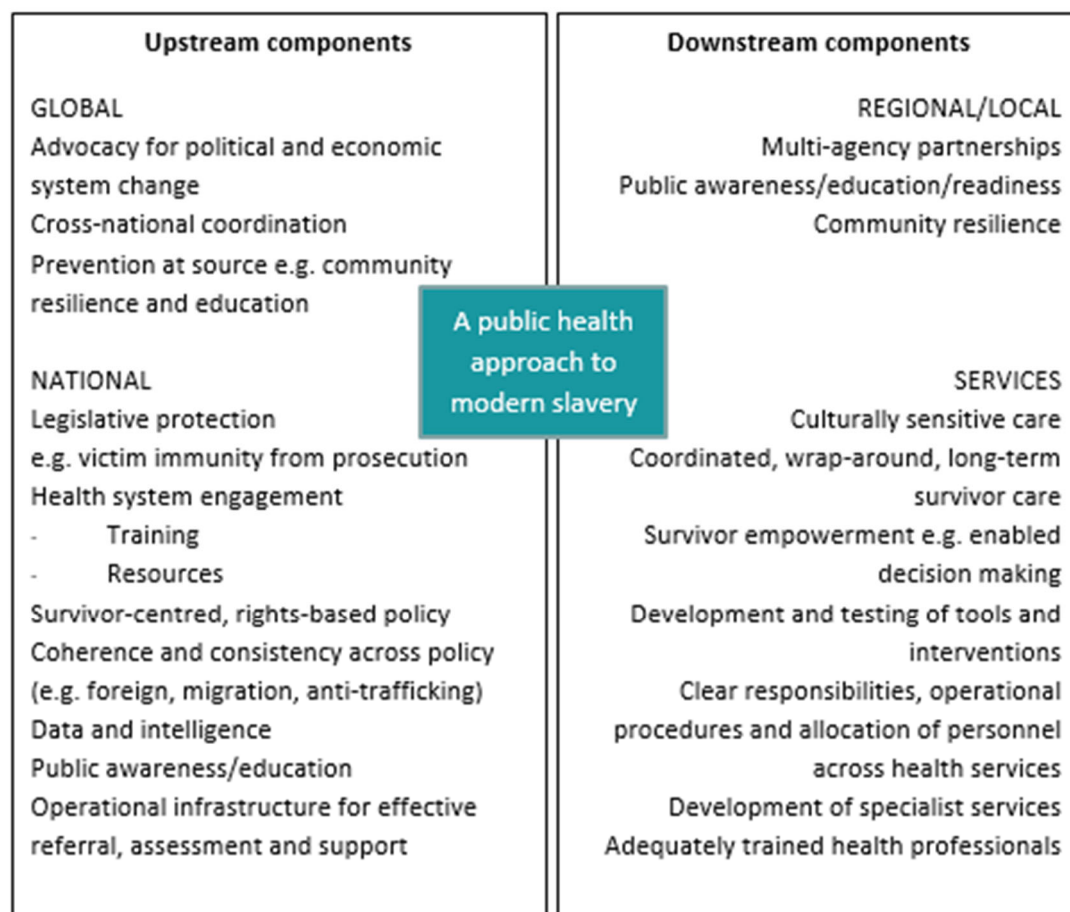 Upstream components
GLOBAL
Advocacy for political and economic
system change
Cross-national coordination
Prevention at source e.g. community
resilience and education
NATIONAL
Legislative protection
e.g. victim immunity from prosecution
Health system engagement
- Training
- Resources
Survivor-centred, rights-based policy
Coherence and consistency across policy
(e.g. foreign, migration, anti-trafficking)
Data and intelligence
Public awareness/education
Operational infrastructure for effective
referral, assessment and support
A public health
approach to
modern slavery
Downstream components
REGIONAL/LOCAL
Multi-agency partnerships
Public awareness/education/readiness
Community resilience
SERVICES
Culturally sensitive care
Coordinated, wrap-around, long-term
survivor care
Survivor empowerment e.g. enabled
decision making
Development and testing of tools and
interventions
Clear responsibilities, operational
procedures and allocation of personnel
across health services
Development of specialist services
Adequately trained health professionals